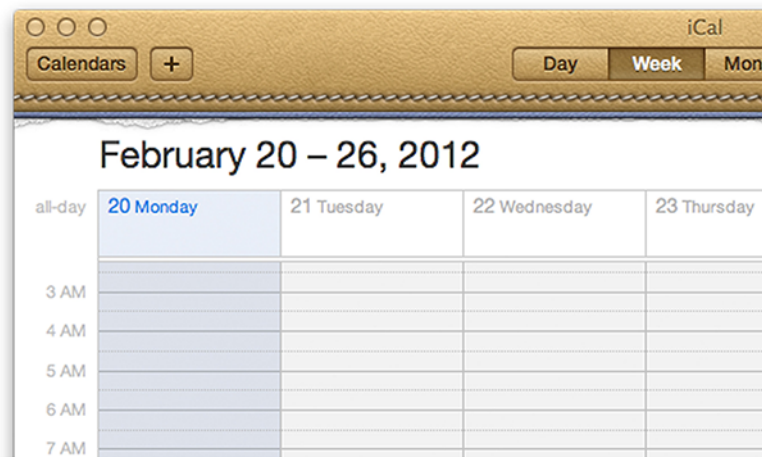 iCal
Calendars + Day Week Mon
February 20 – 26, 2012
all-day 20 Monday 21 Tuesday 22 Wednesday 23 Thursday
3 AM
4 AM
5 AM
6 AM
7 AM